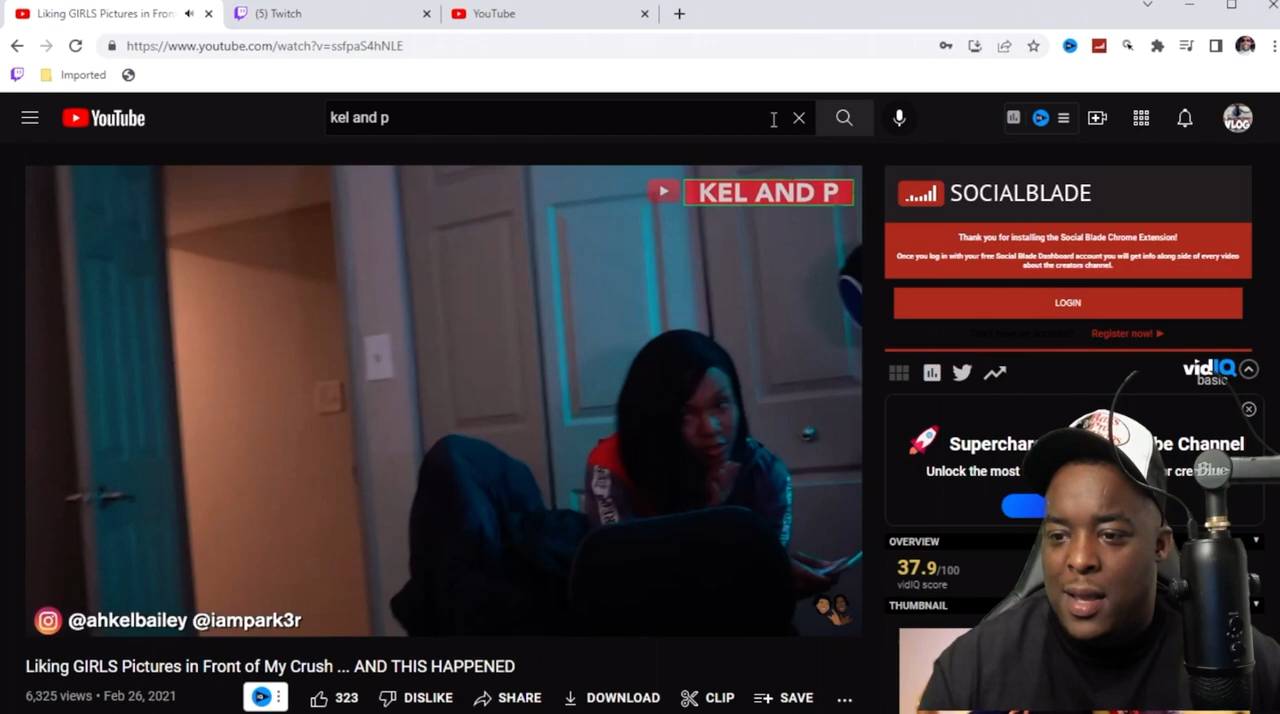 Liking GIRLS Pictures in Fron
(5) Twitch
YouTube
https://www.youtube.com/watch?v=ssfpaS4hNLE
Imported
YouTube
kel and p
VLOG
KEL AND P
SOCIALBLADE
Thank you for installing the Social Blade Chrome Extension!
Once you log in with your free Social Blade Dashboard account you will get info along side of every video
about the creators channel.
LOGIN
Register now!
vidIQ
basic
Superchar
be Channel
Unlock the most
r cre
Blue
OVERVIEW
37.9/100
vidIQ score
THUMBNAIL
@ahkelbailey @iampark3r
Liking GIRLS Pictures in Front of My Crush ... AND THIS HAPPENED
6,325 views • Feb 26, 2021
323
DISLIKE
SHARE
DOWNLOAD
CLIP
SAVE